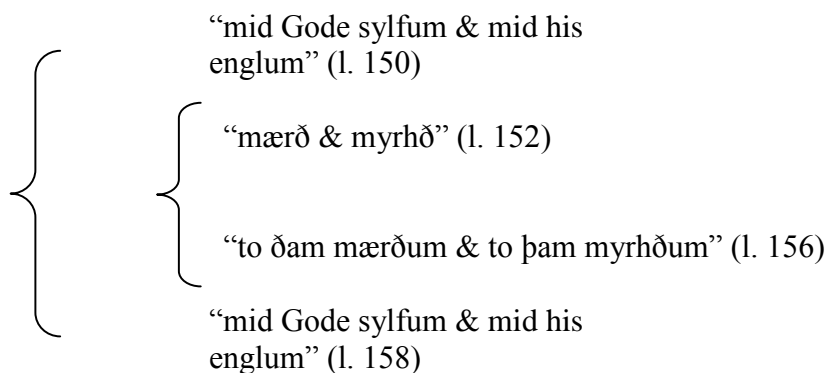 “mid Gode sylfum & mid his
englum” (l. 150)
“mærð & myrhð” (l. 152)
“to ðam mærðum & to þam myrhðum” (l. 156)
“mid Gode sylfum & mid his
englum” (l. 158)